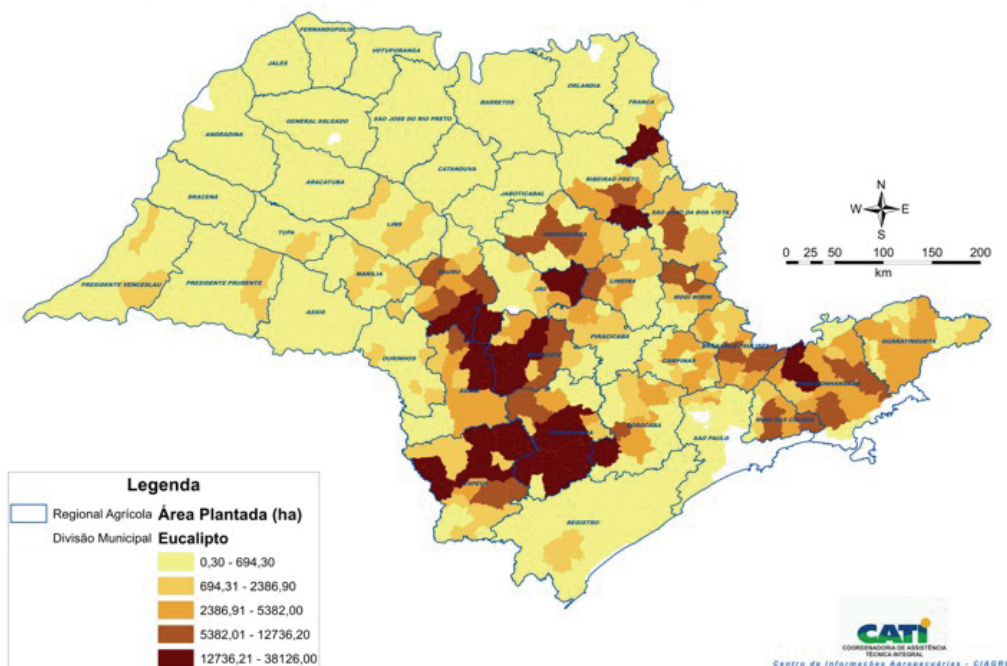 FERNANDOPOLIS
VOTUPORANGA
JALES
ORLANDIA
BARRETOS
FRANCA
GENERAL SALGADO
SAO JOSE DO RIO PRETO
ANDRADINA
CATANDUVA
RIBEIRAO PRETO
ARACATUBA
JABOTICABAL
DRACENA
SAO JOAO DA BOA VISTA
LINS
TUPA
ARARAQUARA
MARILIA
BAURU
PRESIDENTE VENCESLAU
PRESIDENTE PRUDENTE
JAU
LIMEIRA
MOGI MIRIM
ASSIS
PIRACICABA
OURINHOS
BOTUCATU
CAMPINAS
BRAGANCA PAULISTA
GUARATINGUETA
PINDAMONHANGABA
AVARE
MOGI DAS CRUZES
ITAPETININGA
SOROCABA
SAO PAULO
ITAPEVA
REGISTRO
N
W E
S
0 25 50 100 150 200
km
Legenda
Regional Agrícola Área Plantada (ha)
Divisão Municipal Eucalipto
0,30 - 694,30
694,31 - 2386,90
2386,91 - 5382,00
5382,01 - 12736,20
12736,21 - 38126,00
CATI
COORDENADORIA DE ASSISTÊNCIA
TÉCNICA INTEGRAL
Centro de Informações Agropecuárias - CIAGRO